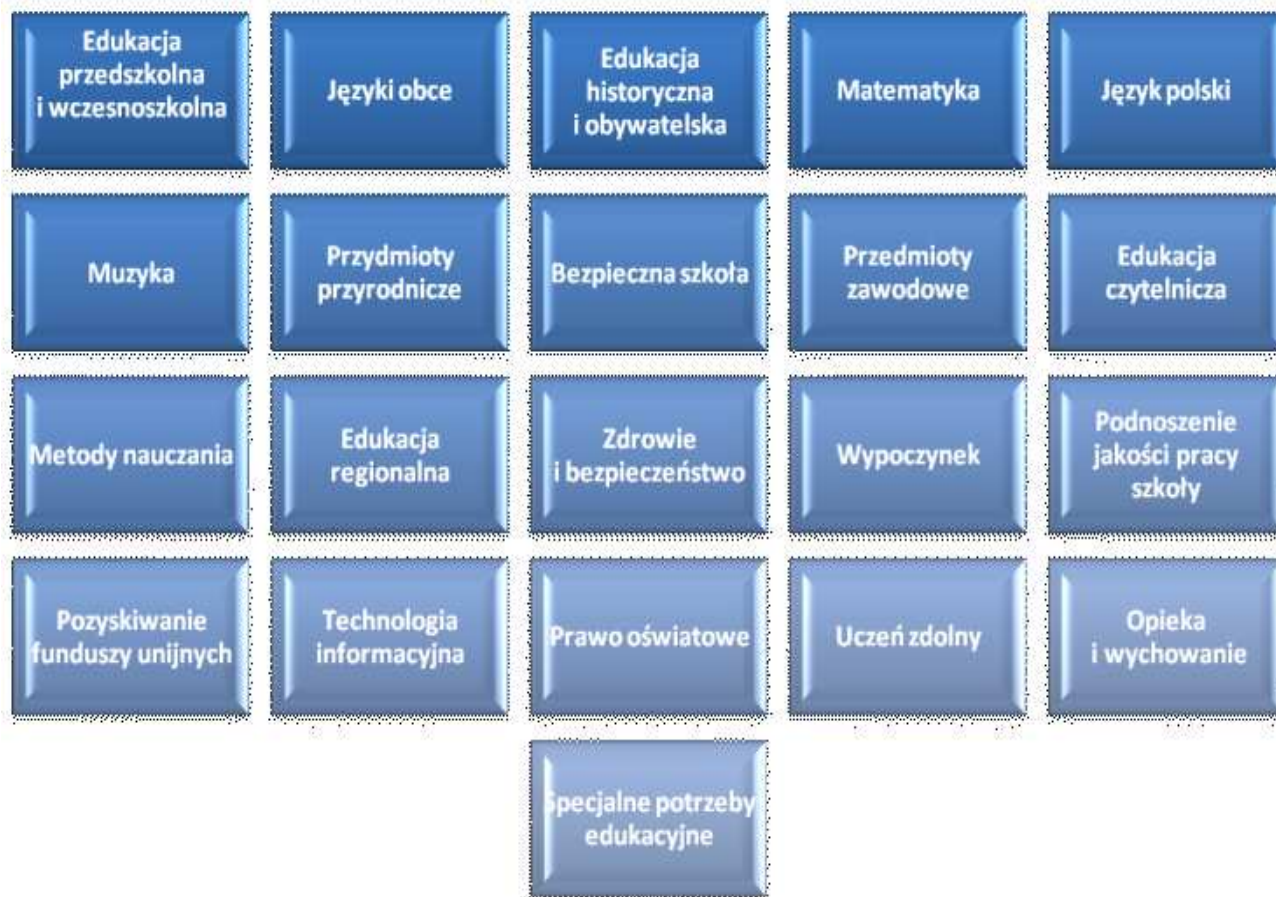 Edukacja
przedszkolna
i wczesnoszkolna
Języki obce
Edukacja
historyczna
i obywatelska
Matematyka
Język polski
Muzyka
Przydmioty
przyrodnicze
Bezpieczna szkoła
Przedmioty
zawodowe
Edukacja
czytelnicza
Metody nauczania
Edukacja
regionalna
Zdrowie
i bezpieczeństwo
Wypoczynek
Podnoszenie
jakości pracy
szkoły
Pozyskiwanie
funduszy unijnych
Technologia
informacyjna
Prawo oświatowe
Uczeń zdolny
Opieka
i wychowanie
Specjalne potrzeby
edukacyjne